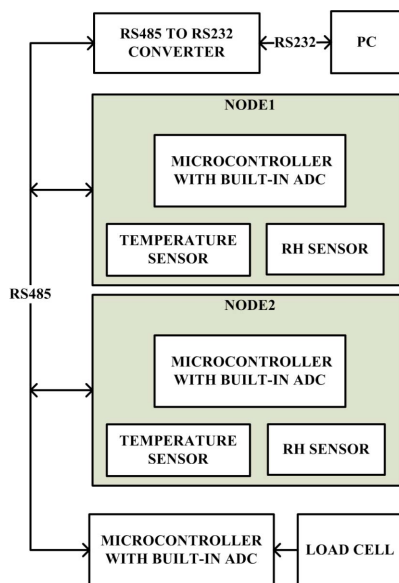 RS485 TO RS232
CONVERTER
RS232
PC
NODE1
MICROCONTROLLER
WITH BUILT-IN ADC
TEMPERATURE
SENSOR
RH SENSOR
RS485
NODE2
MICROCONTROLLER
WITH BUILT-IN ADC
TEMPERATURE
SENSOR
RH SENSOR
MICROCONTROLLER
WITH BUILT-IN ADC
LOAD CELL